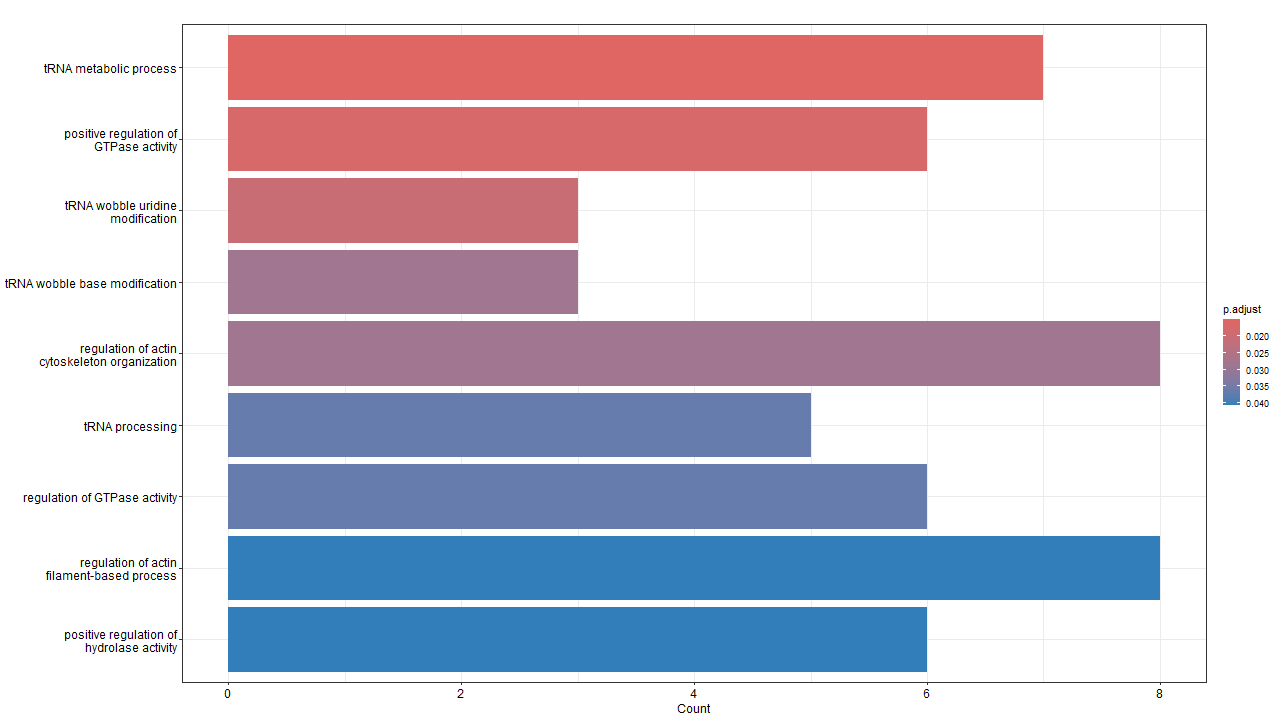 tRNA metabolic process
positive regulation of
GTPase activity
tRNA wobble uridine
modification
tRNA wobble base modification
regulation of actin
cytoskeleton organization
tRNA processing
regulation of GTPase activity
regulation of actin
filament-based process
positive regulation of
hydrolase activity
0 2 4 6 8
Count
p.adjust
0.020
0.025
0.030
0.035
0.040